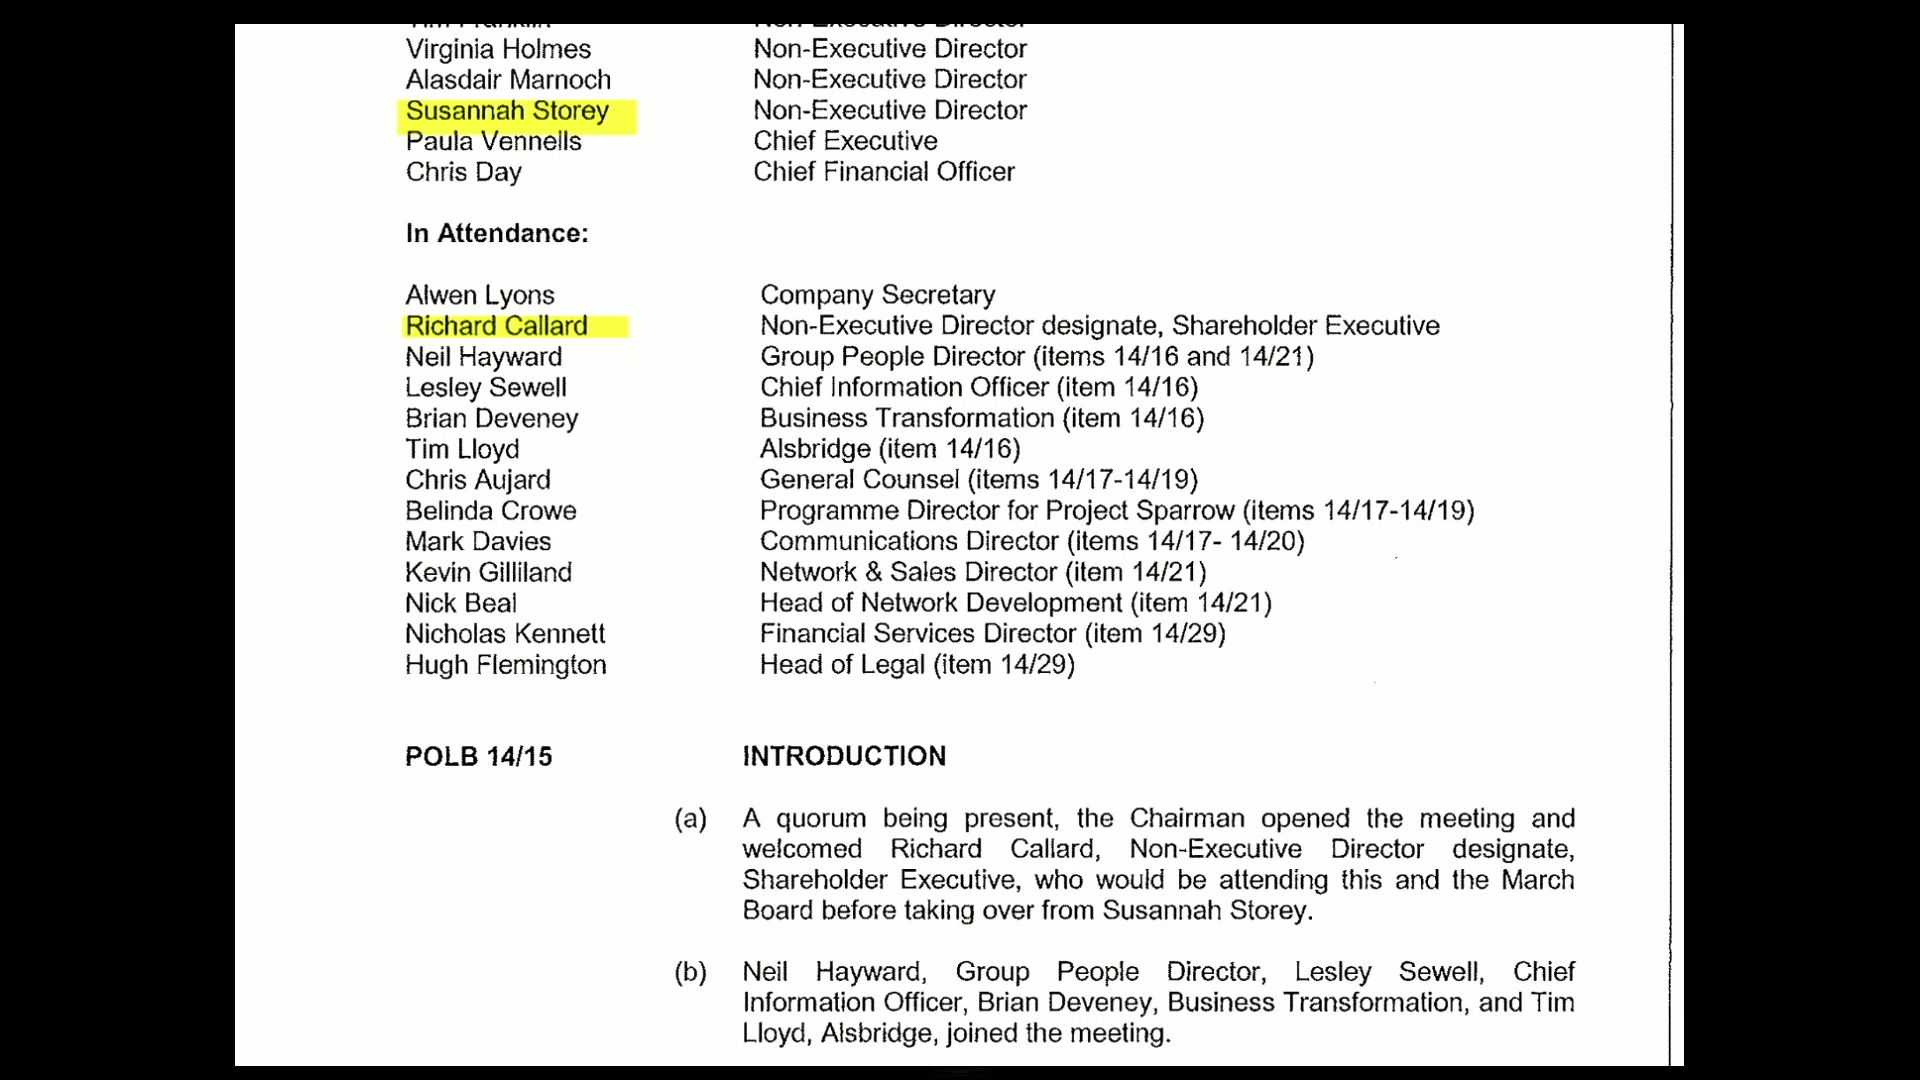 Tim Franklin Non-Executive Director
Virginia Holmes Non-Executive Director
Alasdair Marnoch Non-Executive Director
Susannah Storey Non-Executive Director
Paula Vennells Chief Executive
Chris Day Chief Financial Officer
In Attendance:
Alwen Lyons Company Secretary
Richard Callard Non-Executive Director designate, Shareholder Executive
Neil Hayward Group People Director (items 14/16 and 14/21)
Lesley Sewell Chief Information Officer (item 14/16)
Brian Deveney Business Transformation (item 14/16)
Tim Lloyd Alsbridge (item 14/16)
Chris Aujard General Counsel (items 14/17-14/19)
Belinda Crowe Programme Director for Project Sparrow (items 14/17-14/19)
Mark Davies Communications Director (items 14/17- 14/20)
Kevin Gilliland Network & Sales Director (item 14/21)
Nick Beal Head of Network Development (item 14/21)
Nicholas Kennett Financial Services Director (item 14/29)
Hugh Flemington Head of Legal (item 14/29)
POLB 14/15 INTRODUCTION
(a) A quorum being present, the Chairman opened the meeting and
welcomed Richard Callard, Non-Executive Director designate,
Shareholder Executive, who would be attending this and the March
Board before taking over from Susannah Storey.
(b) Neil Hayward, Group People Director, Lesley Sewell, Chief
Information Officer, Brian Deveney, Business Transformation, and Tim
Lloyd, Alsbridge, joined the meeting.